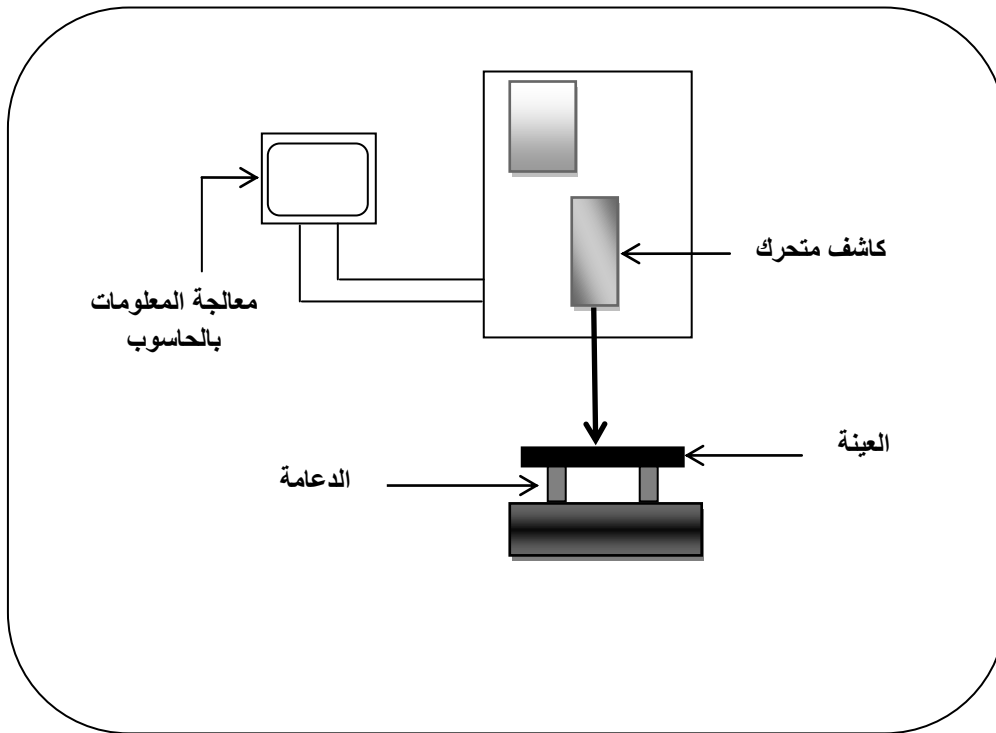 كاشف متحرك
معالجة المعلومات
بالحاسوب
العينة
الدعامة